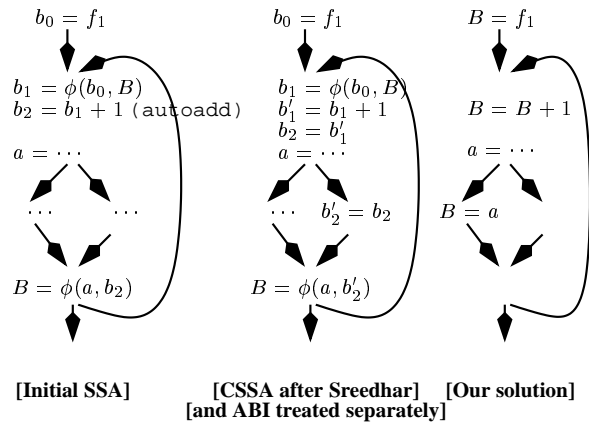 b₀ = f₁
b₁ = ϕ(b₀, B)
b₂ = b₁ + 1 (autoadd)
a = ···
···
···
B = ϕ(a, b₂)
[Initial SSA]
b₀ = f₁
b₁ = ϕ(b₀, B)
b′₁ = b₁ + 1
b₂ = b′₁
a = ···
···
b′₂ = b₂
B = ϕ(a, b′₂)
[CSSA after Sreedhar]
[and ABI treated separately]
B = f₁
B = B + 1
a = ···
B = a
[Our solution]